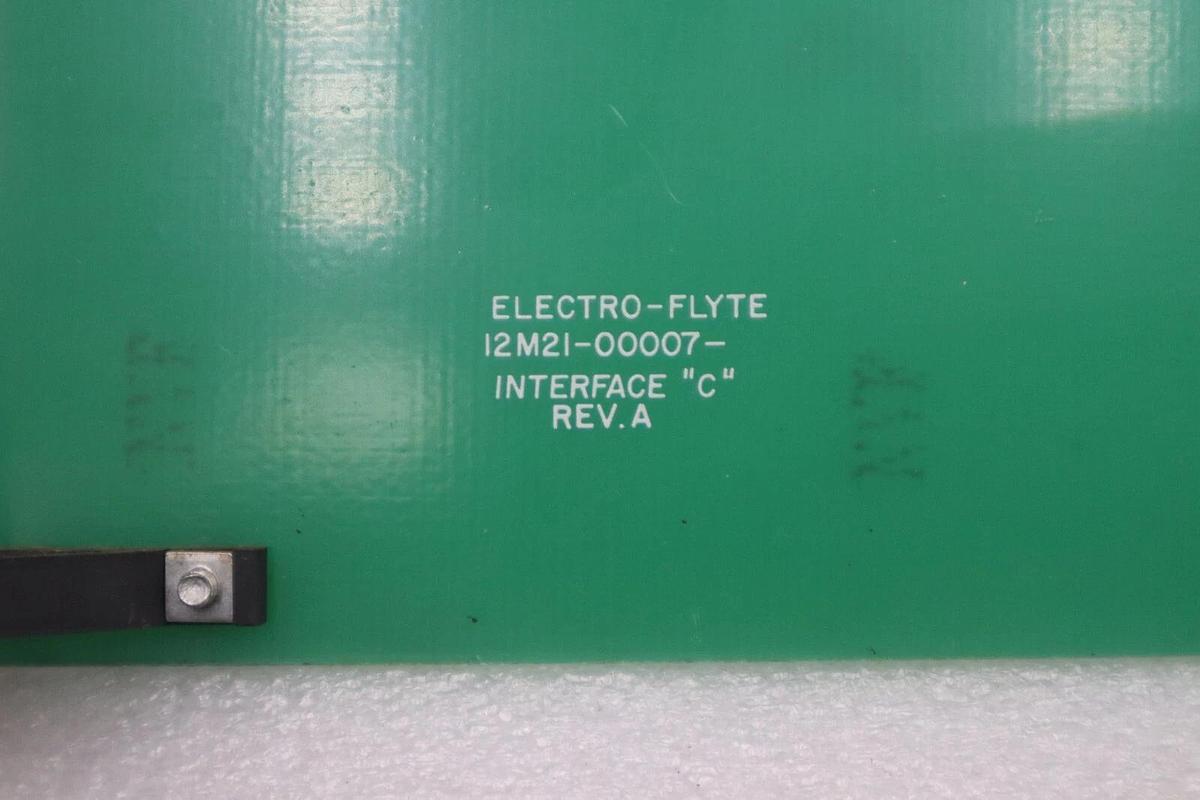 ELECTRO-FLYTE
12M21-00007-
INTERFACE "C"
REV.A